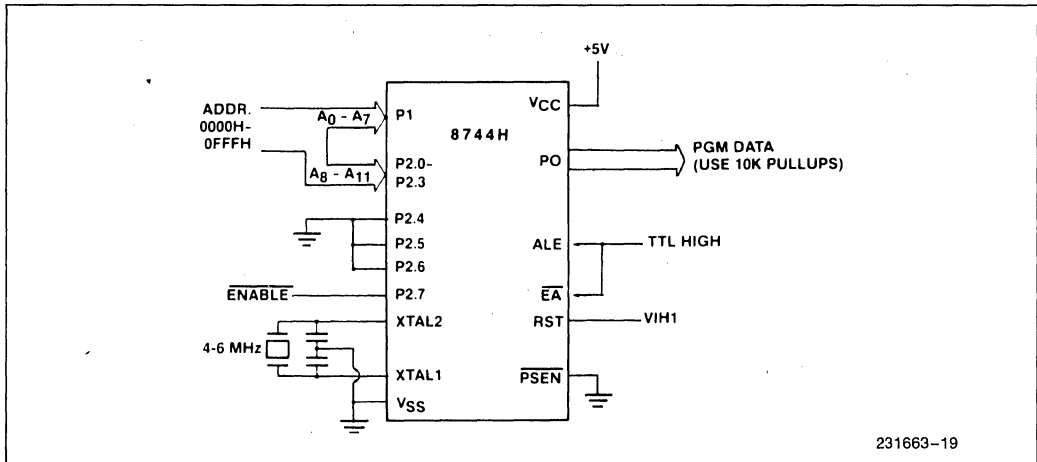 +5V
VCC
ADDR.
0000H-
0FFFH
A0 - A7
P1
8744H
P2.0-
P2.3
A8 - A11
PO
PGM DATA
(USE 10K PULLUPS)
P2.4
P2.5
P2.6
ALE
TTL HIGH
EA
ENABLE
P2.7
XTAL2
RST
VIH1
4-6 MHz
XTAL1
PSEN
VSS
231663-19